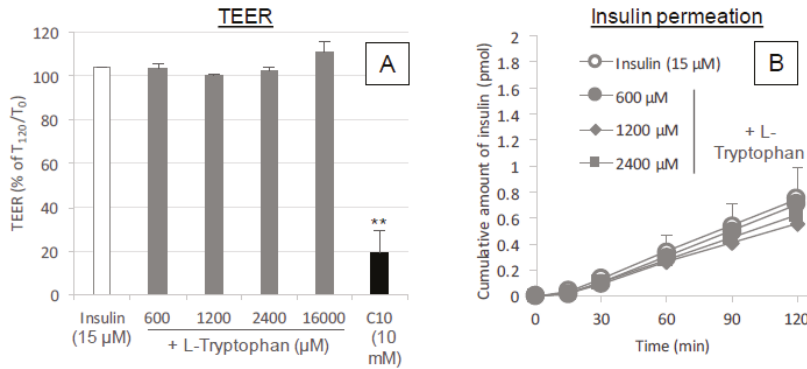 TEER
A
120
100
80
60
40
20
0
TEER (% of T120/T0)
**
Insulin (15 µM)
600
1200
2400
16000
C10 (10 mM)
+ L-Tryptophan (µM)
Insulin permeation
B
2
1.8
1.6
1.4
1.2
1
0.8
0.6
0.4
0.2
0
Cumulative amount of insulin (pmol)
Insulin (15 µM)
600 µM
1200 µM
2400 µM
+ L-
Tryptophan
0
30
60
90
120
Time (min)